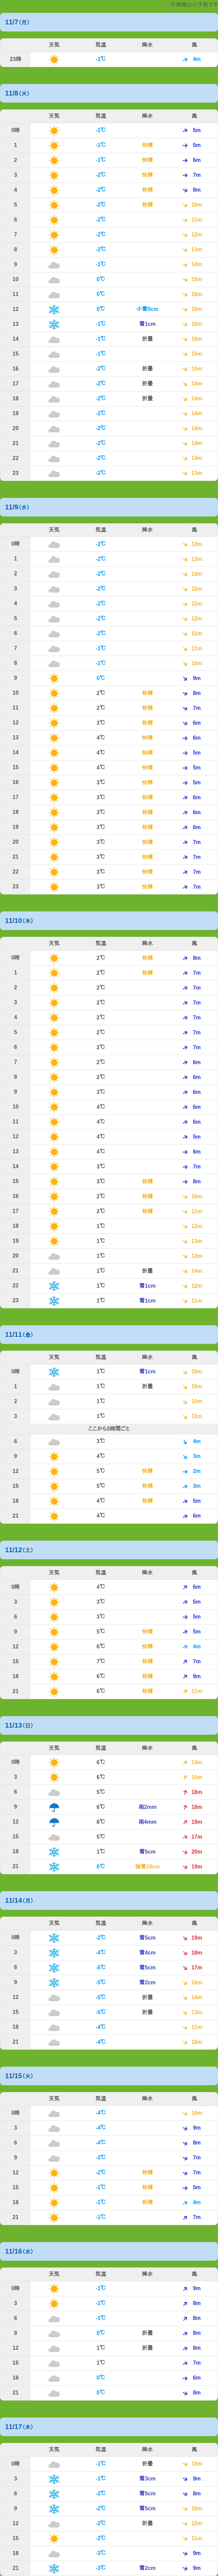 ※磐梯山の予報です
11/7(月)
天気 気温 降水 風
23時 -1℃ 4m
11/8(火)
天気 気温 降水 風
0時 -1℃ 5m
1 -1℃ 快晴 5m
2 -1℃ 快晴 6m
3 -2℃ 快晴 7m
4 -2℃ 快晴 8m
5 -2℃ 快晴 10m
6 -2℃ 11m
7 -2℃ 12m
8 -2℃ 13m
9 -1℃ 14m
10 0℃ 15m
11 0℃ 16m
12 0℃ 小雪0cm 16m
13 -1℃ 雪1cm 16m
14 -1℃ 折曇 16m
15 -1℃ 15m
16 -2℃ 折曇 15m
17 -2℃ 折曇 14m
18 -2℃ 折曇 14m
19 -2℃ 14m
20 -2℃ 14m
21 -2℃ 14m
22 -2℃ 14m
23 -2℃ 13m
11/9(水)
天気 気温 降水 風
0時 -2℃ 13m
1 -2℃ 13m
2 -2℃ 13m
3 -2℃ 12m
4 -2℃ 12m
5 -2℃ 12m
6 -2℃ 12m
7 -1℃ 11m
8 -1℃ 10m
9 0℃ 9m
10 2℃ 快晴 8m
11 2℃ 快晴 7m
12 3℃ 快晴 6m
13 4℃ 快晴 6m
14 4℃ 快晴 5m
15 4℃ 快晴 5m
16 3℃ 快晴 5m
17 3℃ 快晴 6m
18 3℃ 快晴 6m
19 3℃ 快晴 6m
20 3℃ 快晴 7m
21 3℃ 快晴 7m
22 3℃ 快晴 7m
23 3℃ 快晴 7m
11/10(木)
天気 気温 降水 風
0時 2℃ 快晴 8m
1 2℃ 快晴 7m
2 2℃ 7m
3 2℃ 7m
4 2℃ 7m
5 2℃ 7m
6 2℃ 7m
7 2℃ 6m
8 2℃ 6m
9 3℃ 6m
10 4℃ 6m
11 4℃ 6m
12 4℃ 5m
13 4℃ 6m
14 3℃ 7m
15 3℃ 快晴 8m
16 2℃ 快晴 10m
17 2℃ 快晴 11m
18 1℃ 12m
19 1℃ 13m
20 1℃ 13m
21 1℃ 折曇 14m
22 1℃ 雪1cm 12m
23 1℃ 雪1cm 11m
11/11(金)
天気 気温 降水 風
0時 1℃ 雪1cm 10m
1 1℃ 折曇 10m
2 1℃ 10m
3 1℃ 11m
ここから3時間ごと
6 3℃ 4m
9 4℃ 3m
12 5℃ 快晴 2m
15 5℃ 快晴 3m
18 4℃ 快晴 5m
21 4℃ 6m
11/12(土)
天気 気温 降水 風
0時 4℃ 6m
3 3℃ 5m
6 3℃ 5m
9 5℃ 快晴 5m
12 6℃ 快晴 4m
15 7℃ 快晴 7m
18 6℃ 快晴 9m
21 6℃ 快晴 11m
11/13(日)
天気 気温 降水 風
0時 6℃ 13m
3 6℃ 15m
6 5℃ 18m
9 6℃ 雨2mm 18m
12 8℃ 雨4mm 19m
15 5℃ 17m
18 1℃ 雪5cm 20m
21 0℃ 強雪10cm 19m
11/14(月)
天気 気温 降水 風
0時 -2℃ 雪5cm 19m
3 -4℃ 雪4cm 18m
6 -5℃ 雪5cm 17m
9 -5℃ 雪2cm 16m
12 -5℃ 折曇 14m
15 -5℃ 折曇 13m
18 -4℃ 11m
21 -4℃ 10m
11/15(火)
天気 気温 降水 風
0時 -4℃ 10m
3 -4℃ 9m
6 -4℃ 8m
9 -3℃ 7m
12 -2℃ 快晴 7m
15 -1℃ 快晴 5m
18 -1℃ 快晴 4m
21 -1℃ 7m
11/16(水)
天気 気温 降水 風
0時 -1℃ 9m
3 -1℃ 8m
6 -1℃ 8m
9 0℃ 折曇 8m
12 1℃ 折曇 8m
15 1℃ 7m
18 0℃ 6m
21 0℃ 8m
11/17(木)
天気 気温 降水 風
0時 -1℃ 折曇 10m
3 -1℃ 雪3cm 9m
6 -2℃ 雪5cm 8m
9 -2℃ 雪5cm 10m
12 -2℃ 折曇 12m
15 -2℃ 11m
18 -3℃ 9m
21 -3℃ 雪2cm 9m